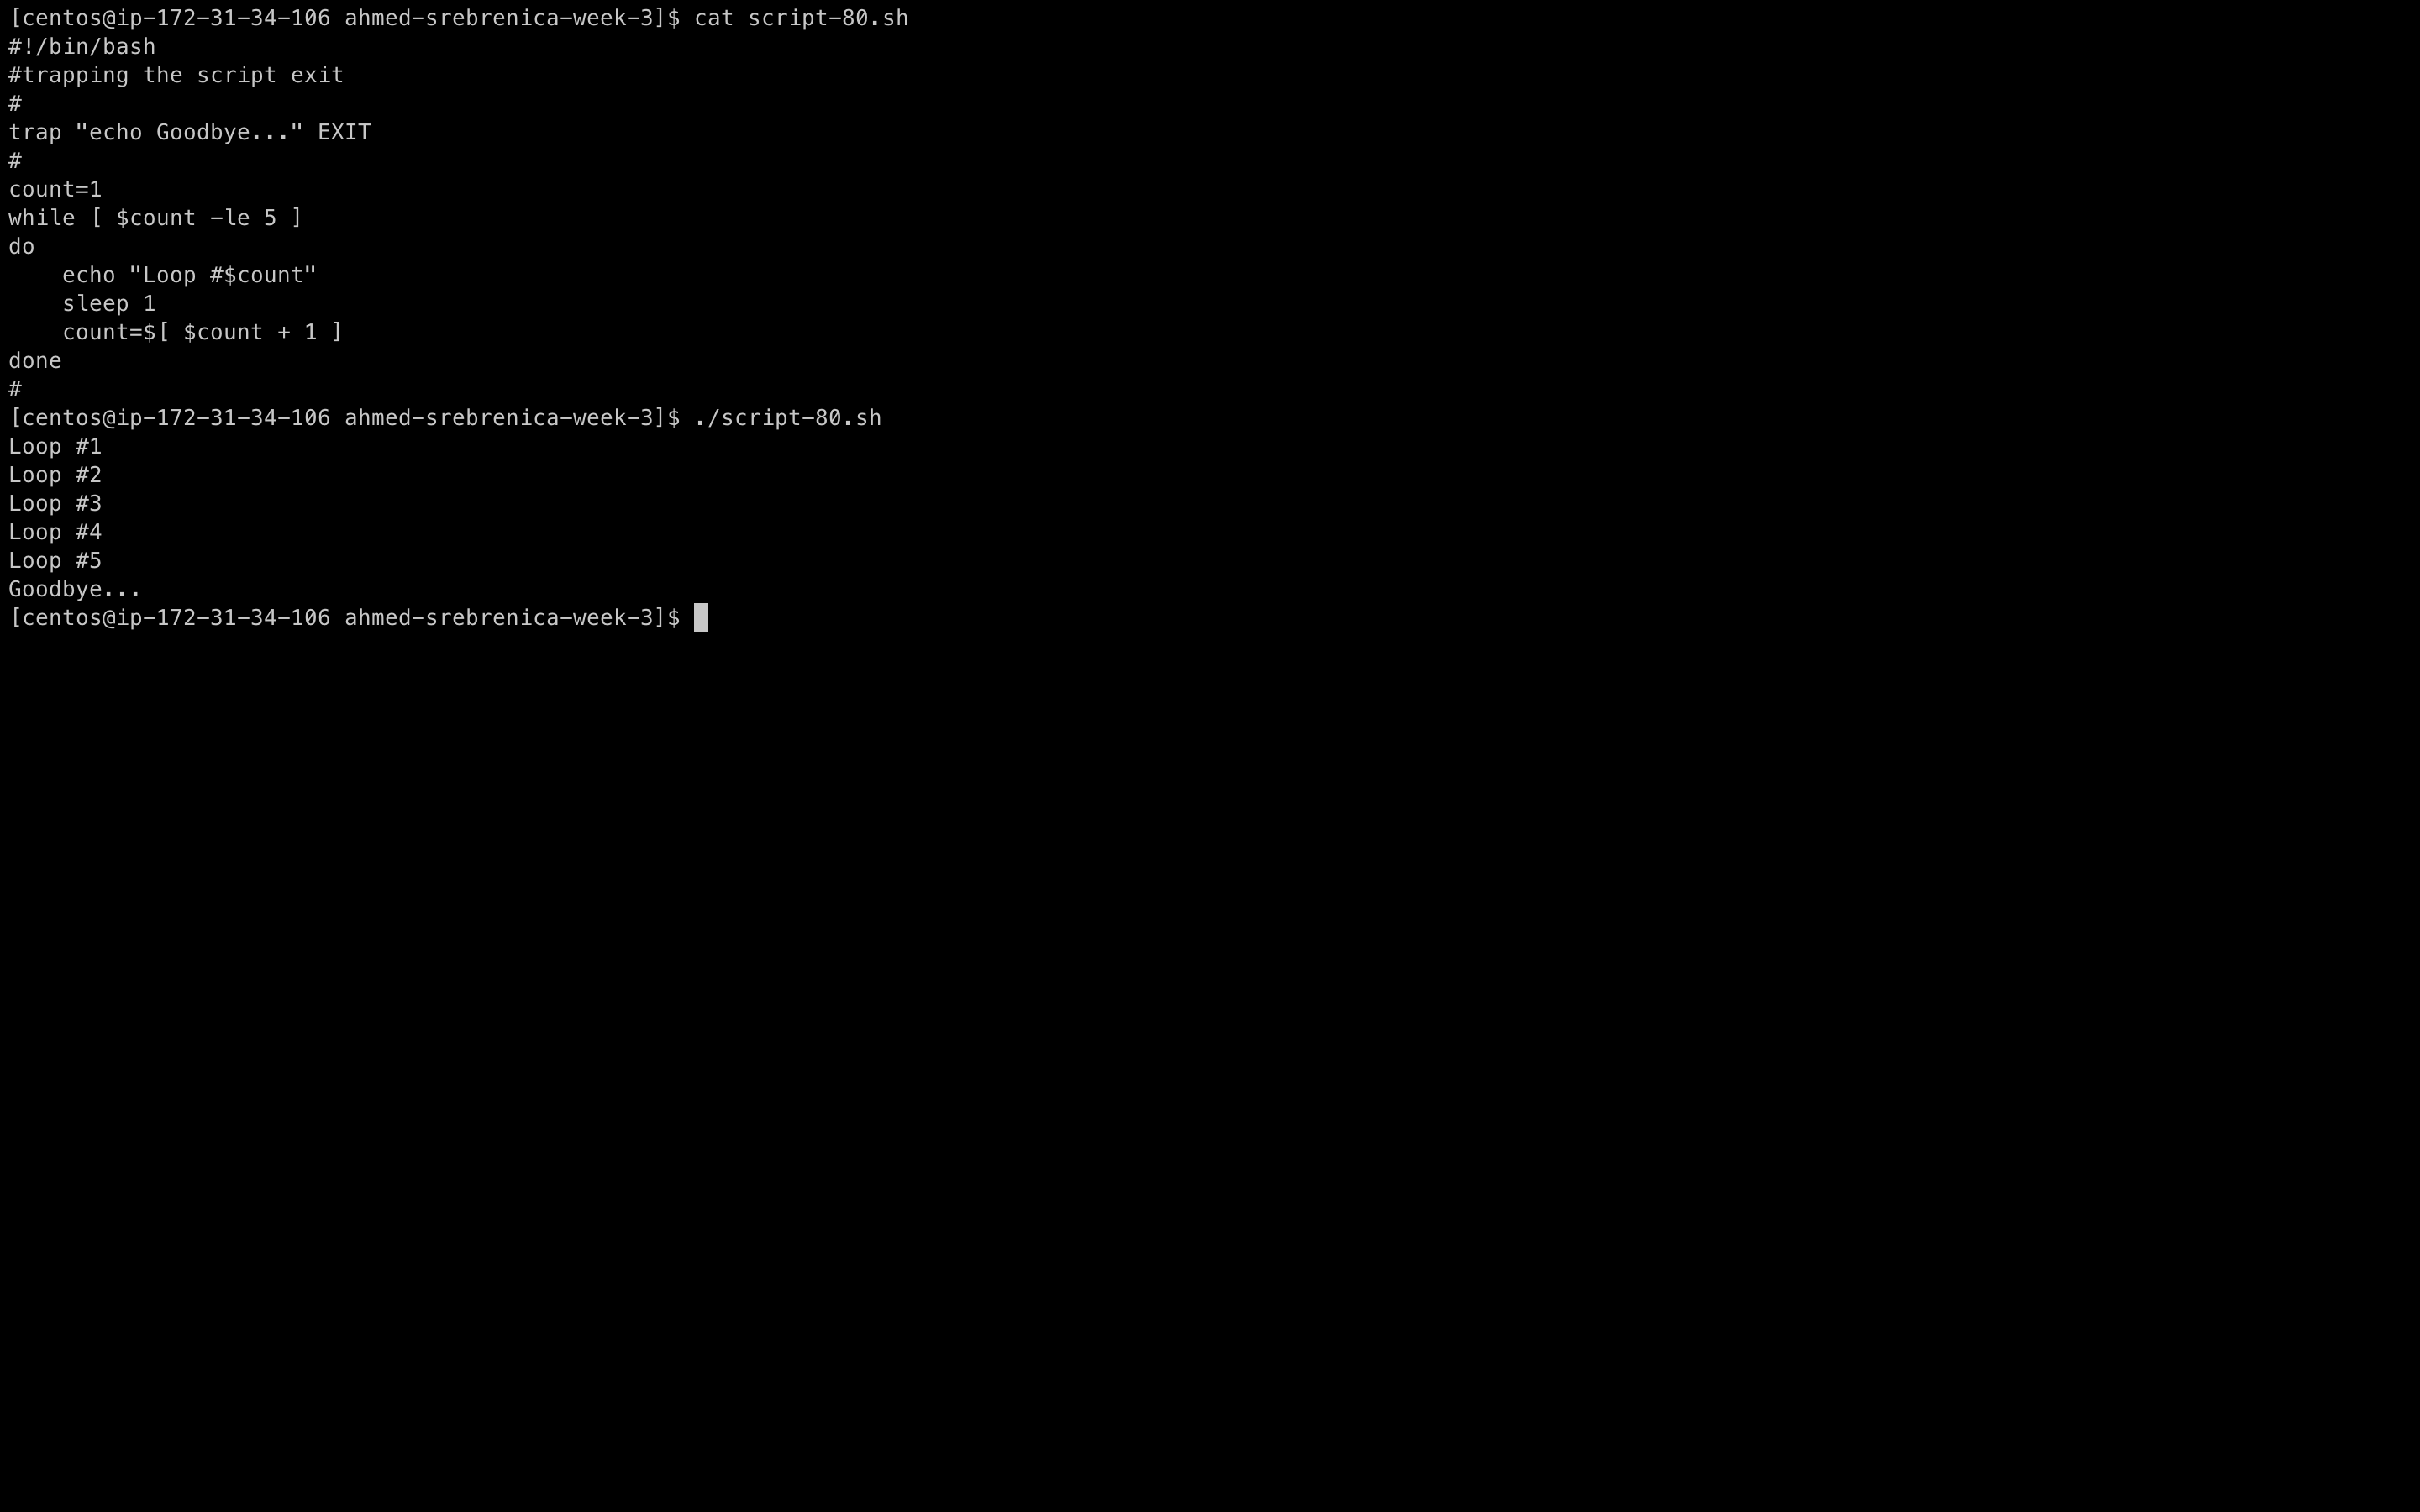 [centos@ip-172-31-34-106 ahmed-srebrenica-week-3]$ cat script-80.sh
#!/bin/bash
#trapping the script exit
#
trap "echo Goodbye..." EXIT
#
count=1
while [ $count -le 5 ]
do
    echo "Loop #$count"
    sleep 1
    count=$[ $count + 1 ]
done
#
[centos@ip-172-31-34-106 ahmed-srebrenica-week-3]$ ./script-80.sh
Loop #1
Loop #2
Loop #3
Loop #4
Loop #5
Goodbye...
[centos@ip-172-31-34-106 ahmed-srebrenica-week-3]$